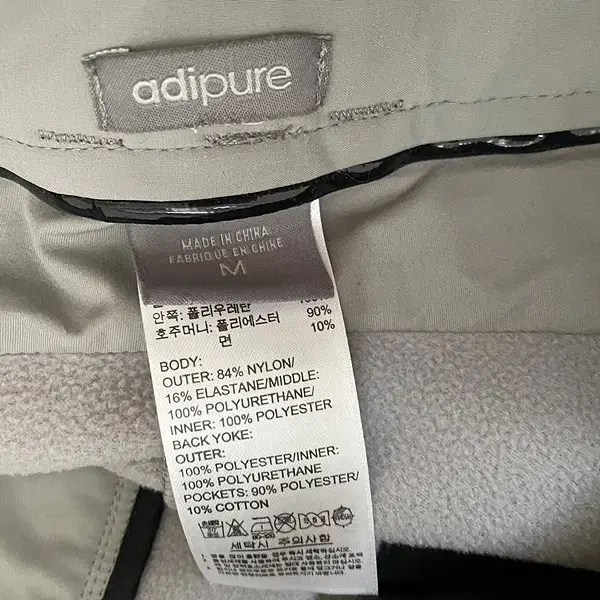 adipure
MADE IN CHINA
FABRIQUE EN CHINE
M
안쪽: 폴리우레탄
호주머니: 폴리에스터 90%
면 10%
BODY:
OUTER: 84% NYLON/
16% ELASTANE/MIDDLE:
100% POLYURETHANE/
INNER: 100% POLYESTER
BACK YOKE:
OUTER:
100% POLYESTER/INNER:
100% POLYURETHANE
POCKETS: 90% POLYESTER/
10% COTTON
세탁시 주의사항